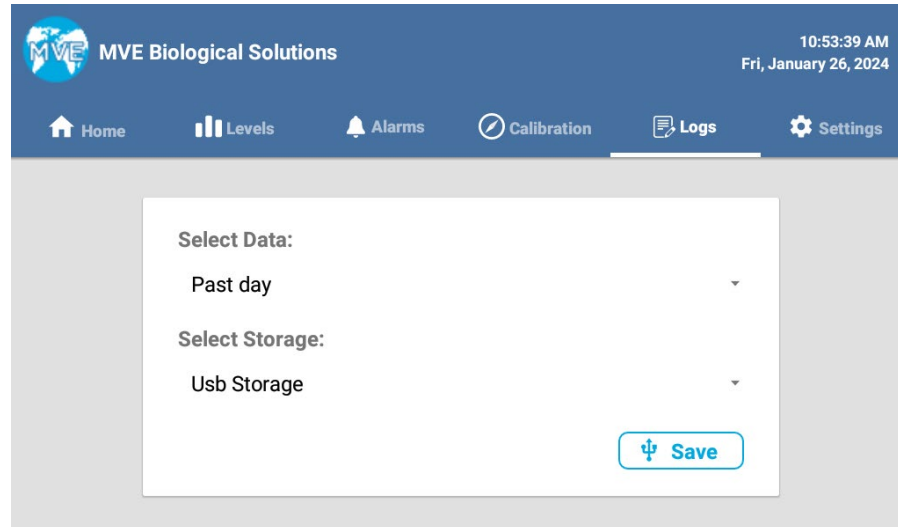 MVE
MVE Biological Solutions
10:53:39 AM
Fri, January 26, 2024
Home
Levels
Alarms
Calibration
Logs
Settings
Select Data:
Past day
Select Storage:
Usb Storage
Save